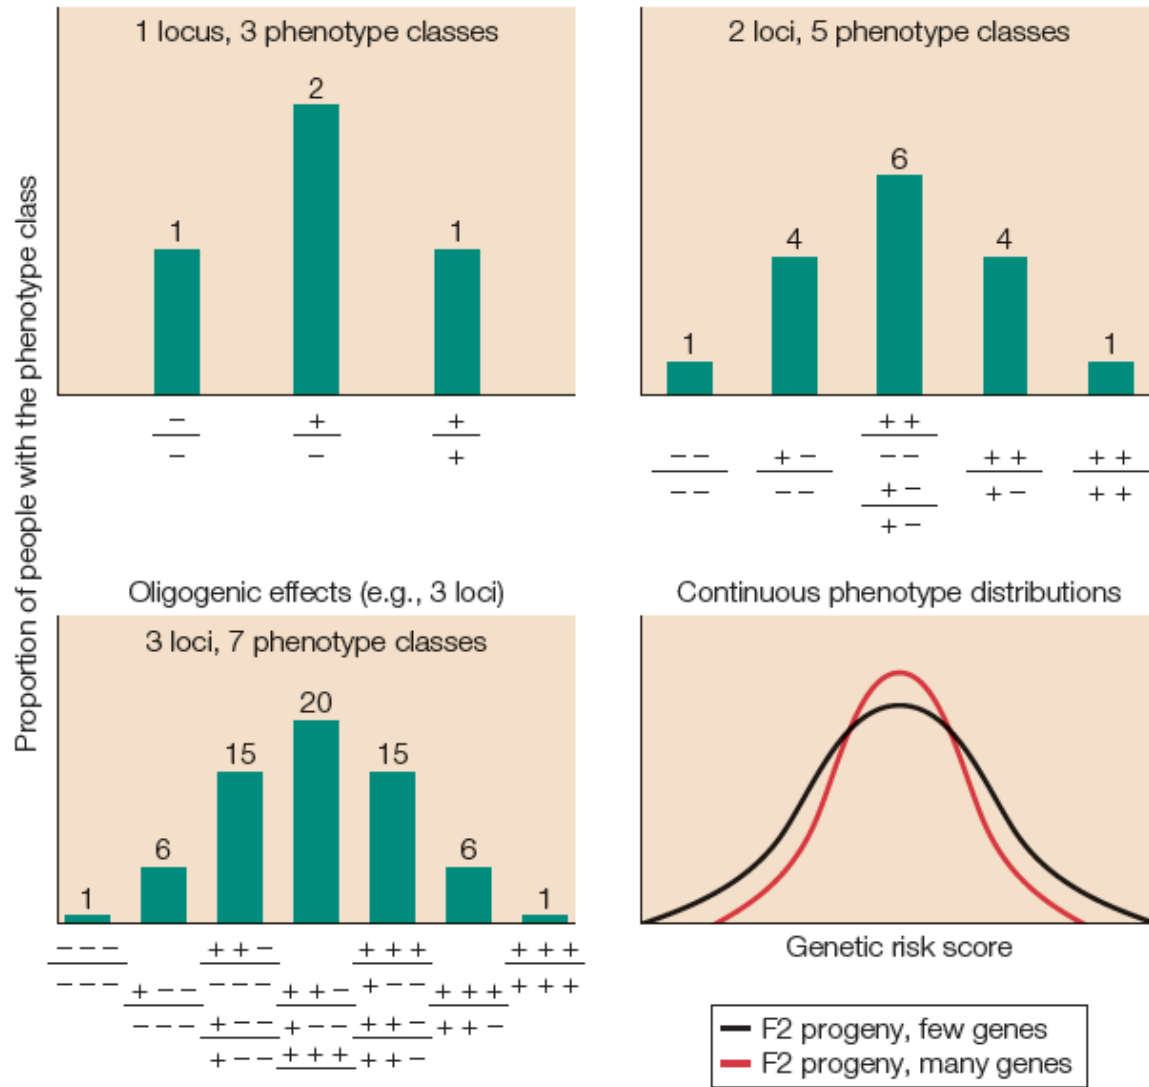 Proportion of people with the phenotype class
1 locus, 3 phenotype classes
1
2
1
−
−
+
−
+
+
2 loci, 5 phenotype classes
1
4
6
4
1
− −
− −
+ −
− −
+ +
− −
+ −
+ −
+ +
+ −
+ +
+ +
Oligogenic effects (e.g., 3 loci)
3 loci, 7 phenotype classes
1
6
15
20
15
6
1
− − −
− − −
+ − −
− − −
+ + −
− − −
+ − −
+ − −
+ + −
+ − −
+ + +
+ + +
+ − −
+ + −
+ + −
+ + +
+ + −
+ + +
+ + +
Continuous phenotype distributions
Genetic risk score
F2 progeny, few genes
F2 progeny, many genes